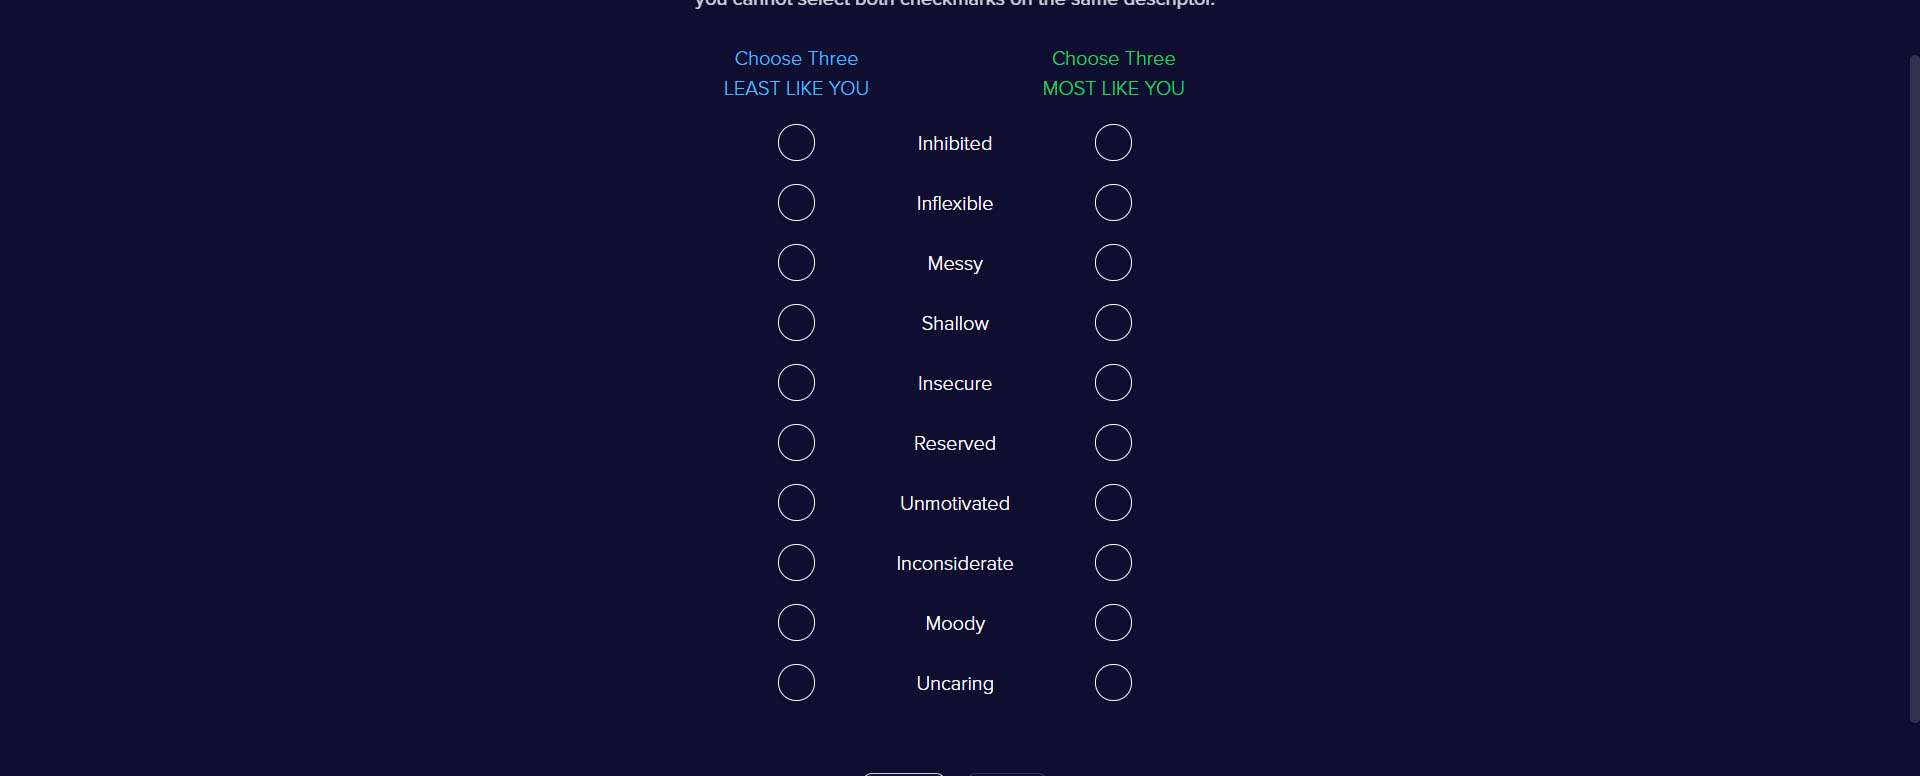 you cannot select both checkmarks on the same descriptor.
Choose Three
LEAST LIKE YOU
Choose Three
MOST LIKE YOU
Inhibited
Inflexible
Messy
Shallow
Insecure
Reserved
Unmotivated
Inconsiderate
Moody
Uncaring